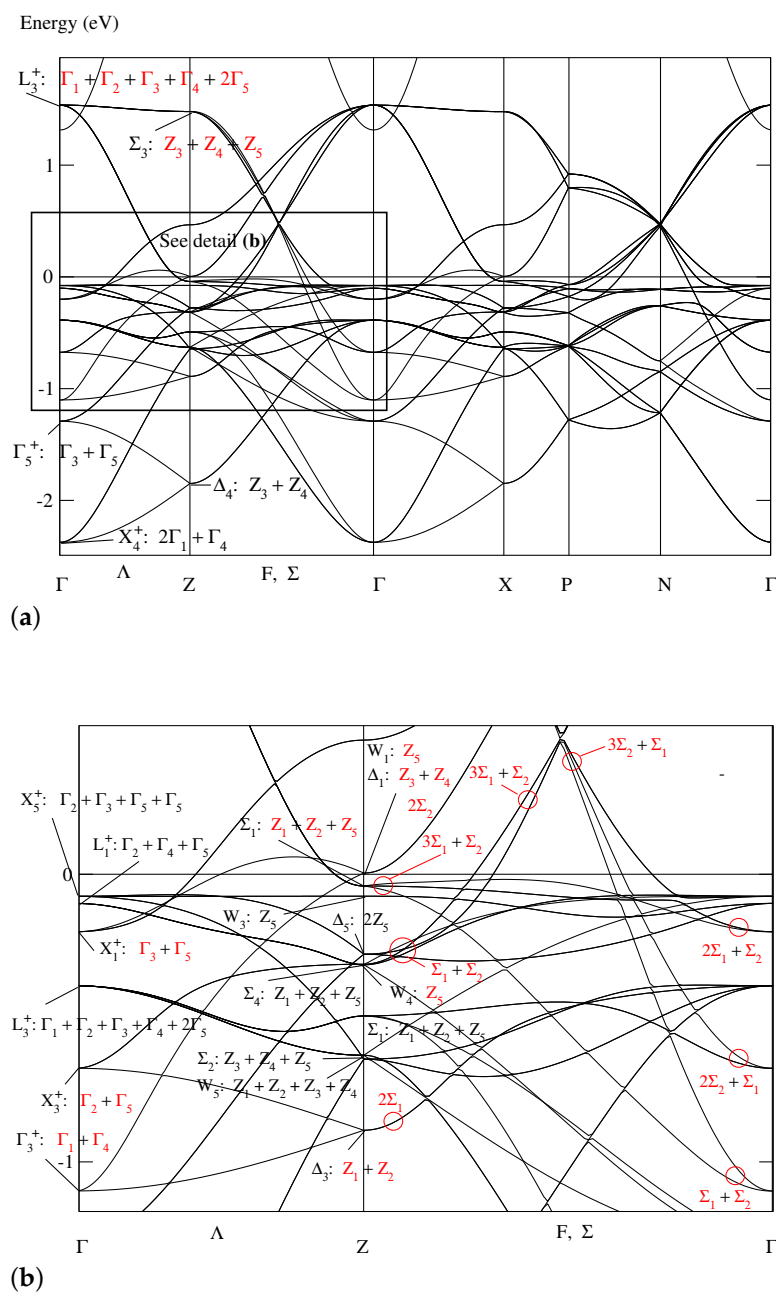 Energy (eV)
L₃⁺: Γ₁ + Γ₂ + Γ₃ + Γ₄ + 2Γ₅
Σ₃: Z₃ + Z₄ + Z₅
1
See detail (b)
0
-1
Γ₅⁺: Γ₃ + Γ₅
Δ₄: Z₃ + Z₄
-2
X₄⁺: 2Γ₁ + Γ₄
Γ Λ Z F, Σ Γ X P N Γ
(a)
W₁: Z₅
3Σ₂ + Σ₁
Δ₁: Z₃ + Z₄
3Σ₁ + Σ₂
-
X₅⁺: Γ₂ + Γ₃ + Γ₅ + Γ₅
2Σ₂
Σ₁: Z₁ + Z₂ + Z₅
L₁⁺: Γ₂ + Γ₄ + Γ₅
3Σ₁ + Σ₂
0
W₃: Z₅
Δ₅: 2Z₅
X₁⁺: Γ₃ + Γ₅
2Σ₁ + Σ₂
Σ₁ + Σ₂
Σ₄: Z₁ + Z₂ + Z₅
W₄: Z₅
L₃⁺: Γ₁ + Γ₂ + Γ₃ + Γ₄ + 2Γ₅
Σ₁: Z₁ + Z₂ + Z₅
Σ₂: Z₃ + Z₄ + Z₅
W₅: Z₁ + Z₂ + Z₃ + Z₄
2Σ₂ + Σ₁
X₃⁺: Γ₂ + Γ₅
2Σ₁
Γ₃⁺: Γ₁ + Γ₄
-1
Δ₃: Z₁ + Z₂
Σ₁ + Σ₂
Γ Λ Z F, Σ Γ
(b)